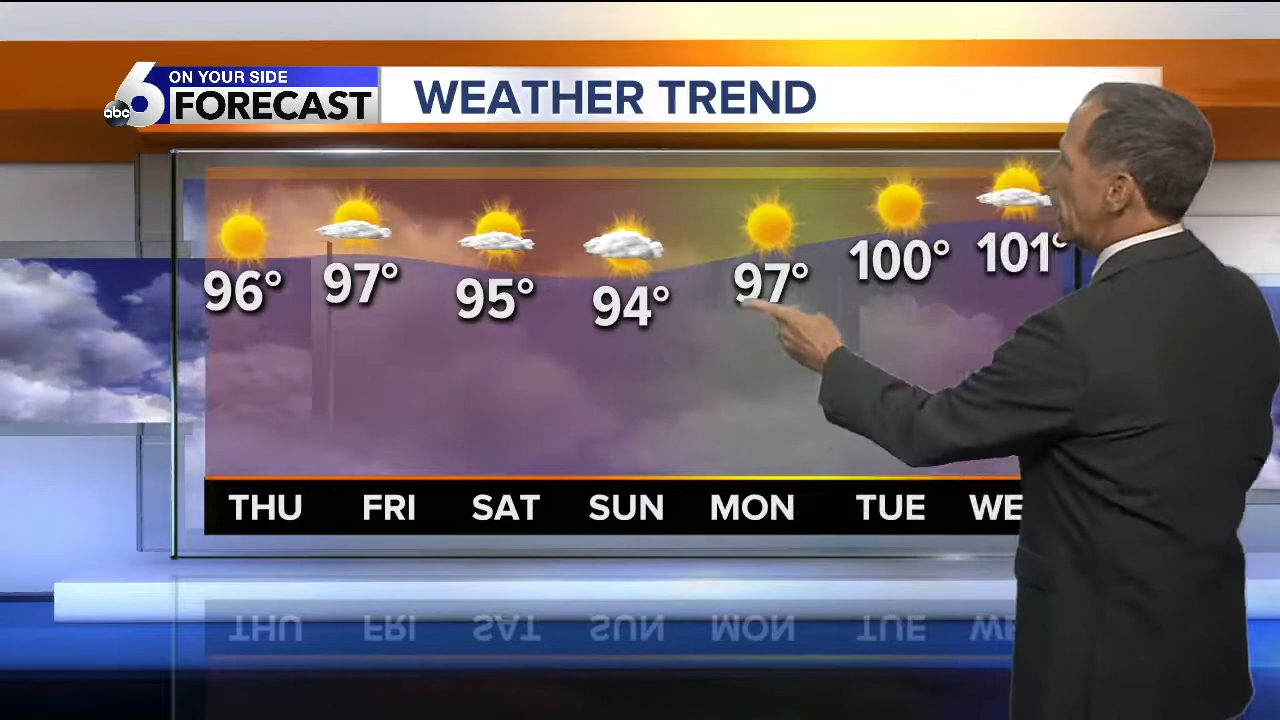 abc 6 ON YOUR SIDE
FORECAST
WEATHER TREND
96° 97° 95° 94° 97° 100° 101°
THU FRI SAT SUN MON TUE WE